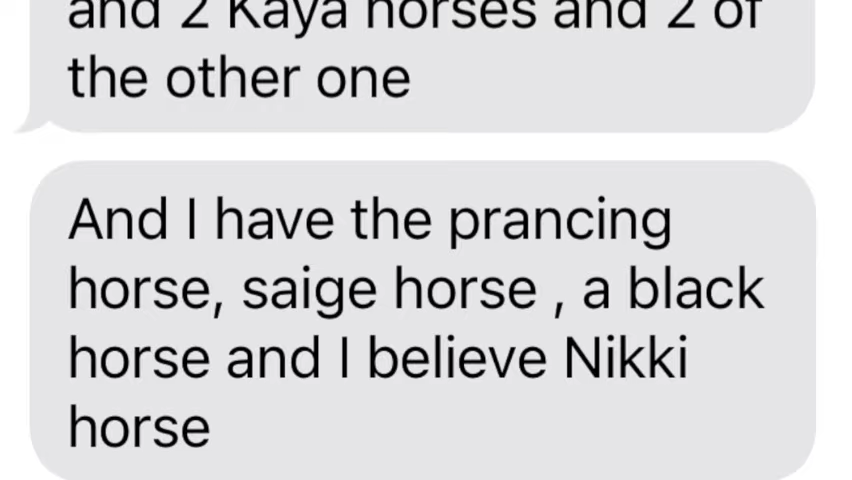 and 2 Kaya horses and 2 of
the other one
And I have the prancing
horse, saige horse , a black
horse and I believe Nikki
horse